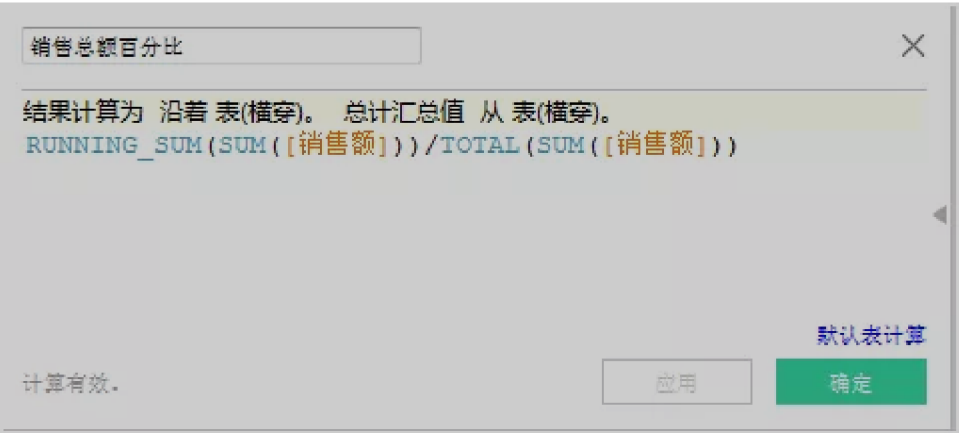 销售总额百分比
结果计算为 沿着 表(横穿)。 总计汇总值 从 表(横穿)。
RUNNING_SUM(SUM([销售额]))/TOTAL(SUM([销售额]))
默认表计算
计算有效。
应用
确定